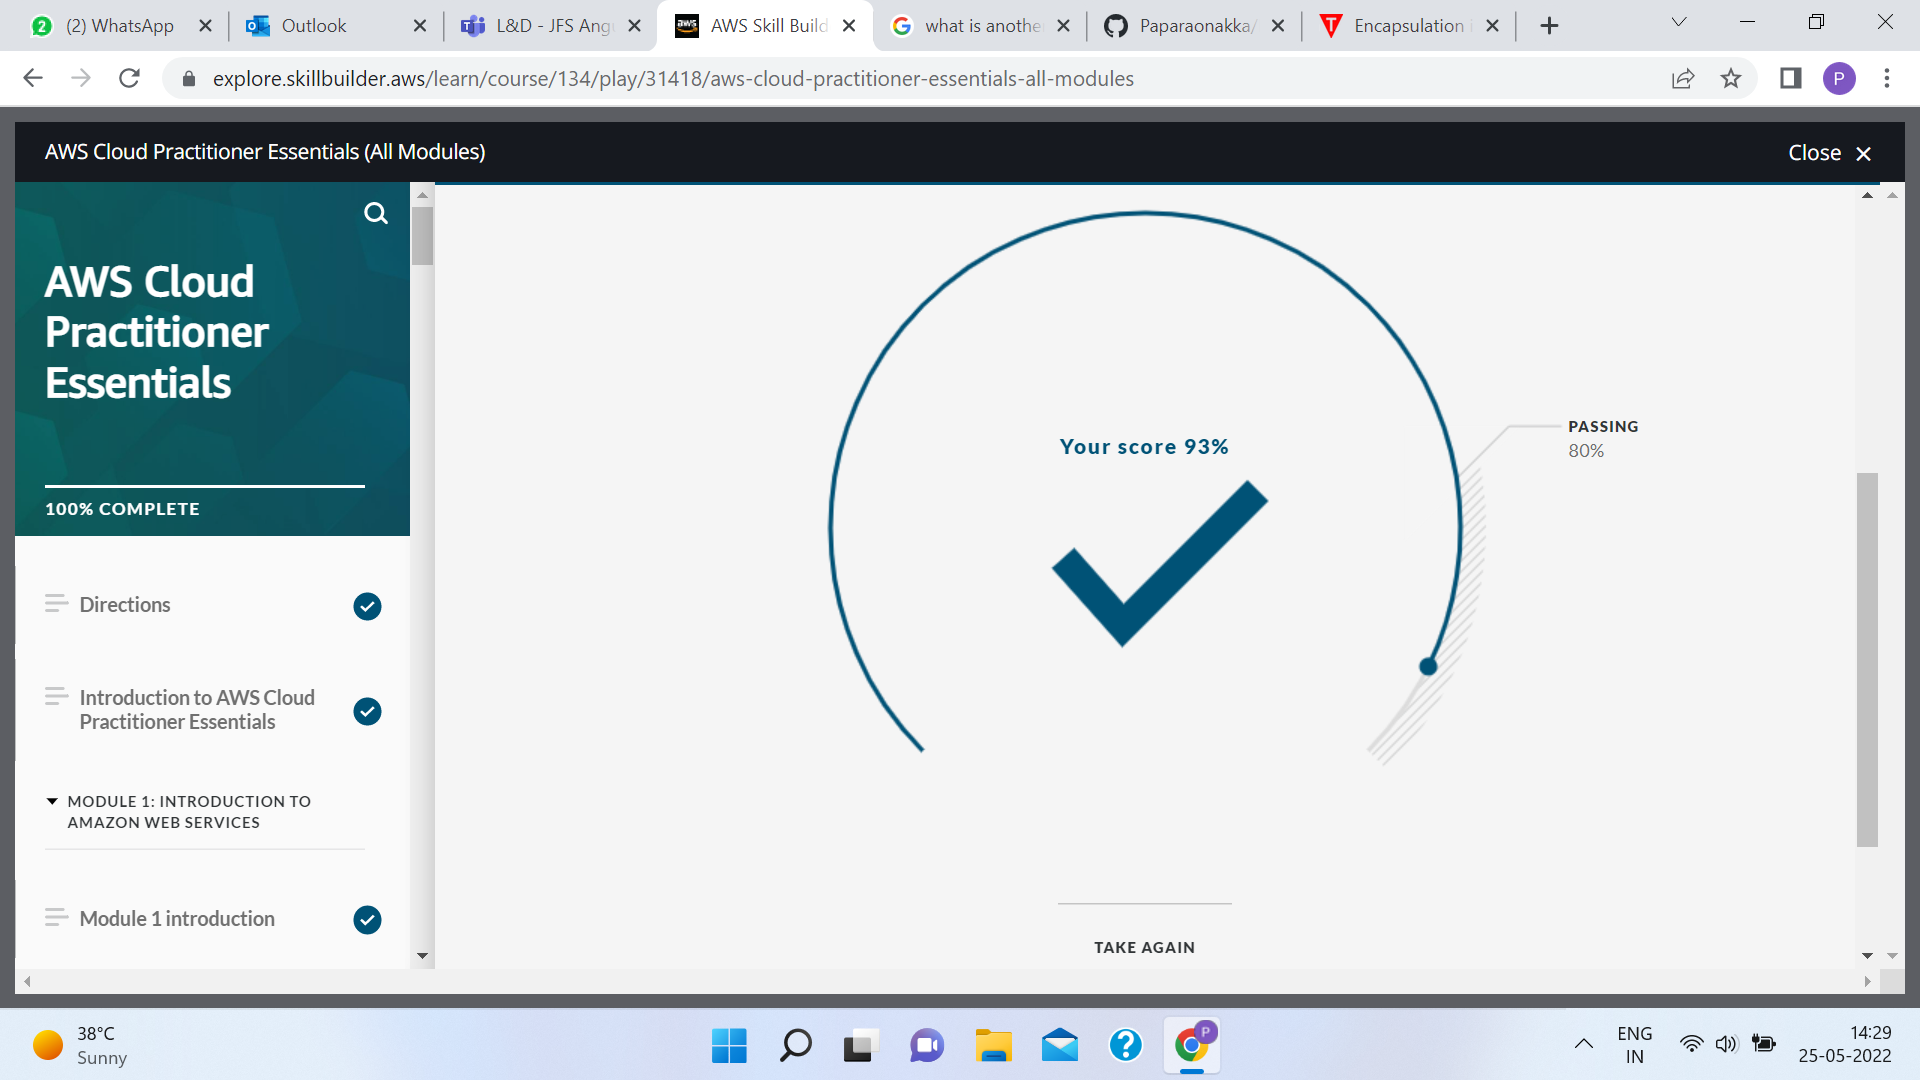 (2) WhatsApp
Outlook
L&D - JFS Ang
AWS Skill Build
what is anothe
Paparaonakka/
Encapsulation i
explore.skillbuilder.aws/learn/course/134/play/31418/aws-cloud-practitioner-essentials-all-modules
P
AWS Cloud Practitioner Essentials (All Modules)
Close
AWS Cloud
Practitioner
Essentials
100% COMPLETE
Directions
Introduction to AWS Cloud
Practitioner Essentials
MODULE 1: INTRODUCTION TO
AMAZON WEB SERVICES
Module 1 introduction
Your score 93%
PASSING
80%
TAKE AGAIN
38°C
Sunny
P
ENG
IN
14:29
25-05-2022